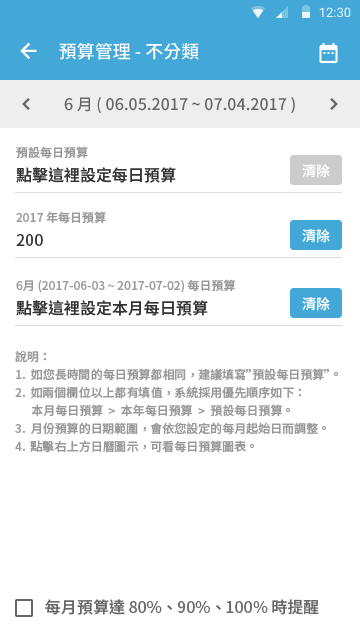 12:30
預算管理 - 不分類
6 月 ( 06.05.2017 ~ 07.04.2017 )
預設每日預算
點擊這裡設定每日預算
清除
2017 年每日預算
200
清除
6月 (2017-06-03 ~ 2017-07-02) 每日預算
點擊這裡設定本月每日預算
清除
說明：
1. 如您長時間的每日預算都相同，建議填寫”預設每日預算”。
2. 如兩個欄位以上都有填值，系統採用優先順序如下：
本月每日預算 > 本年每日預算 > 預設每日預算。
3. 月份預算的日期範圍，會依您設定的每月起始日而調整。
4. 點擊右上方日曆圖示，可看每日預算圖表。
每月預算達 80%、90%、100% 時提醒